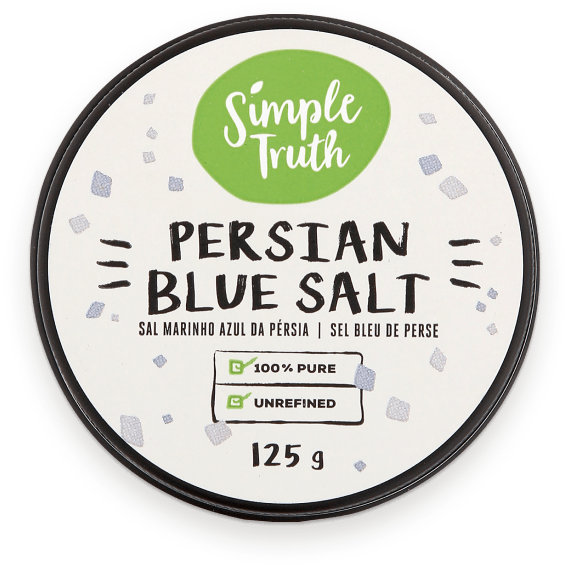 Simple
Truth
PERSIAN
BLUE SALT
SAL MARINHO AZUL DA PÉRSIA | SEL BLEU DE PERSE
100% PURE
UNREFINED
125 g